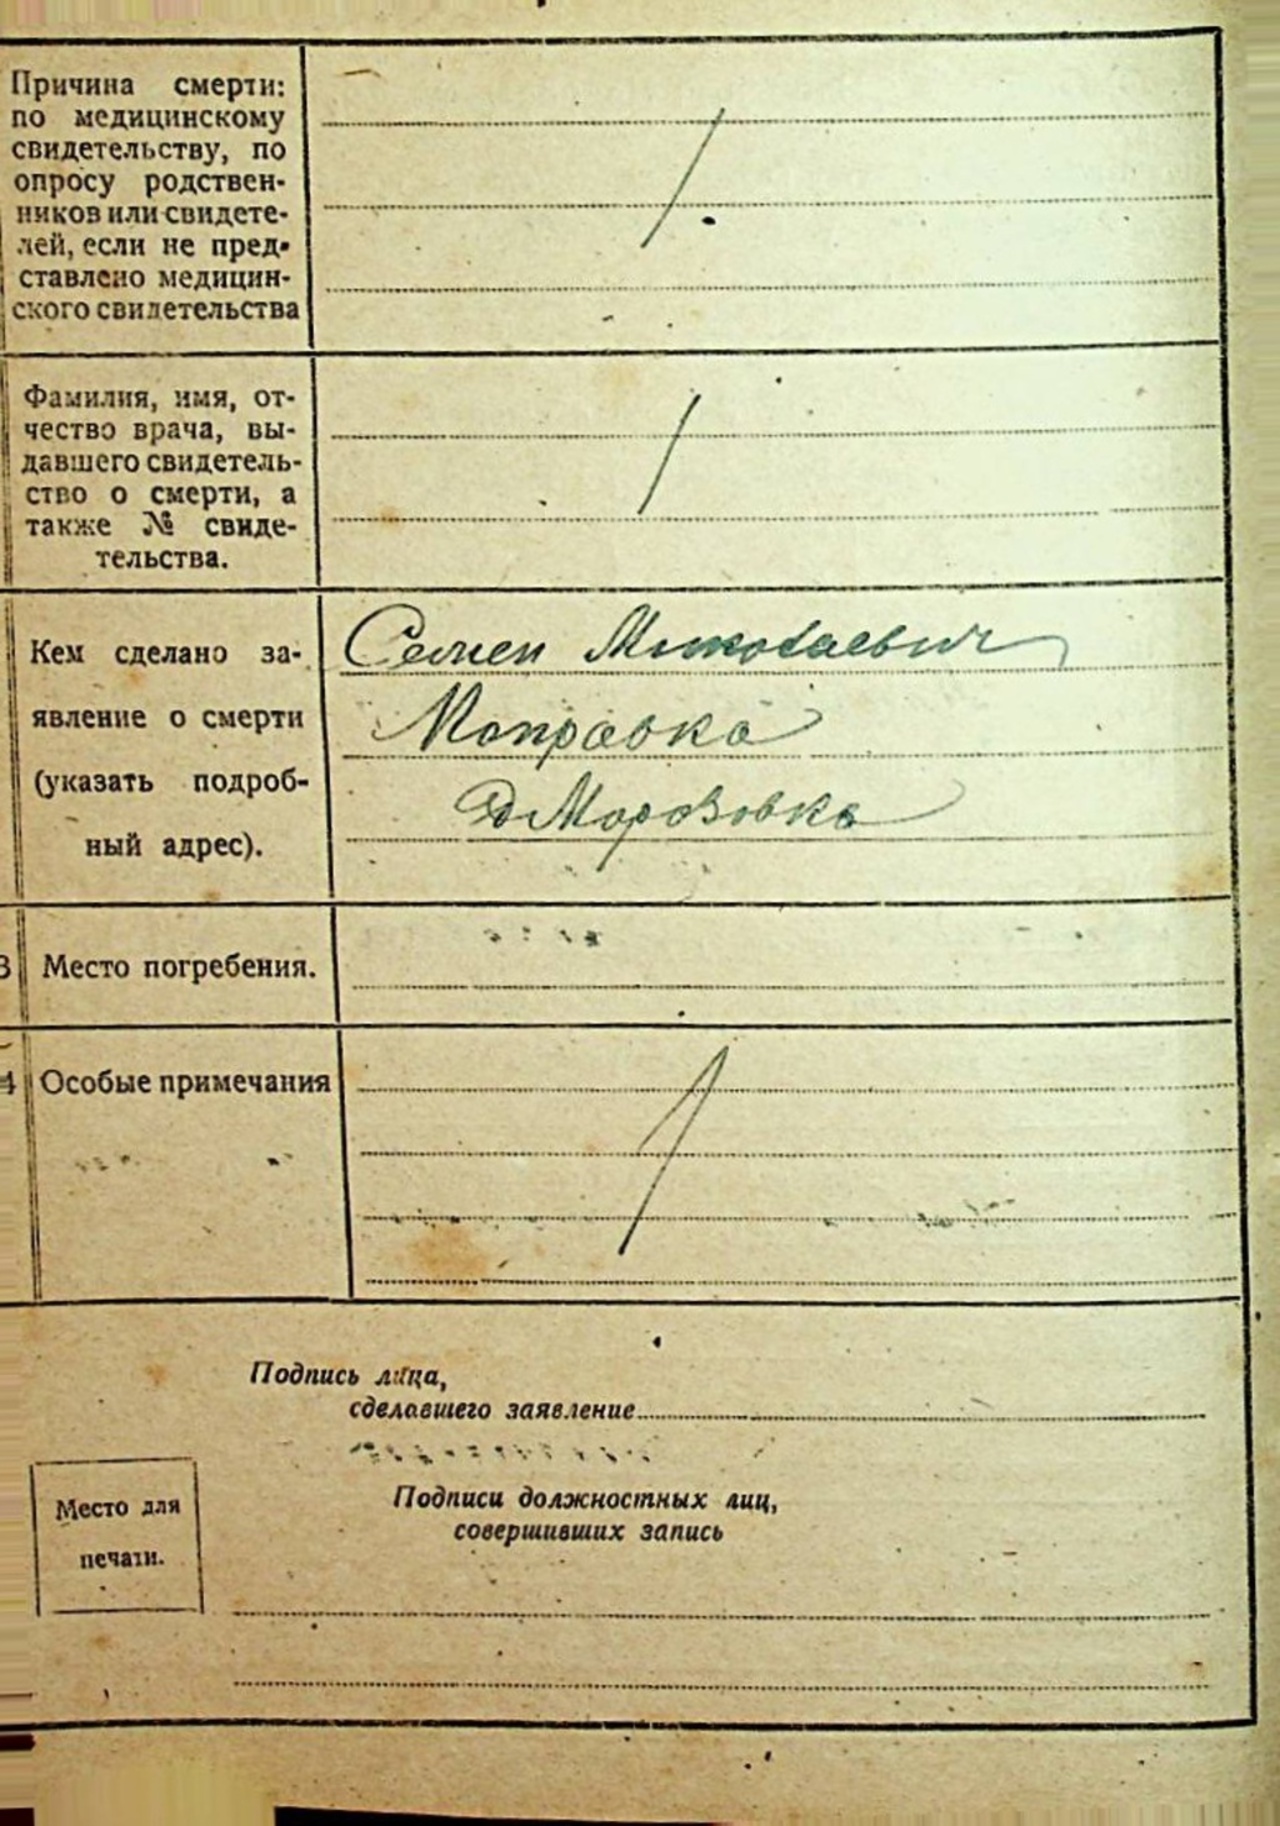 Причина смерти:
по медицинскому
свидетельству, по
опросу родствен-
ников или свидете-
лей, если не пред-
ставлено медицин-
ского свидетельства
Фамилия, имя, от-
чество врача, вы-
давшего свидетель-
ство о смерти, а
также № свиде-
тельства.
Кем сделано за-
явление о смерти
(указать подроб-
ный адрес).
Семен Миколаевич
д Морозовка
3 Место погребения.
4 Особые примечания
Подпись лица,
сделавшего заявление
Подписи должностных лиц,
совершивших запись
Место для
печати.